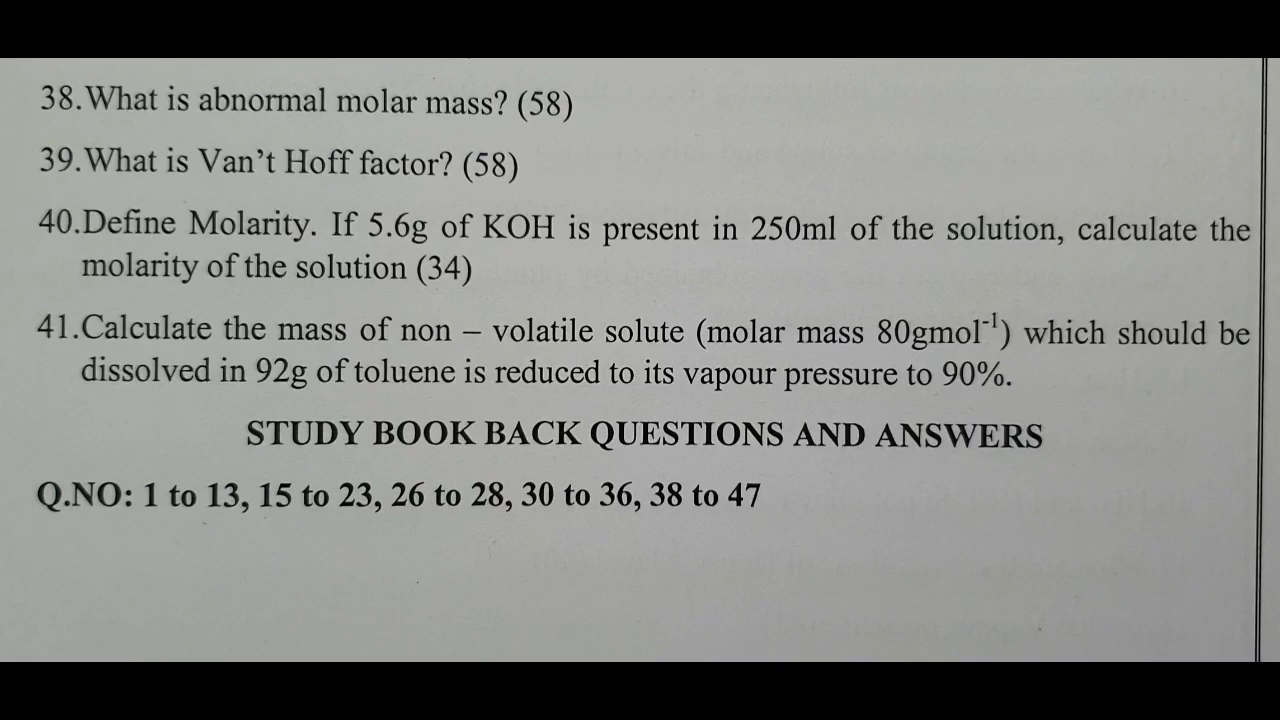 38.What is abnormal molar mass? (58)
39.What is Van’t Hoff factor? (58)
40.Define Molarity. If 5.6g of KOH is present in 250ml of the solution, calculate the
molarity of the solution (34)
41.Calculate the mass of non – volatile solute (molar mass 80gmol⁻¹) which should be
dissolved in 92g of toluene is reduced to its vapour pressure to 90%.
STUDY BOOK BACK QUESTIONS AND ANSWERS
Q.NO: 1 to 13, 15 to 23, 26 to 28, 30 to 36, 38 to 47